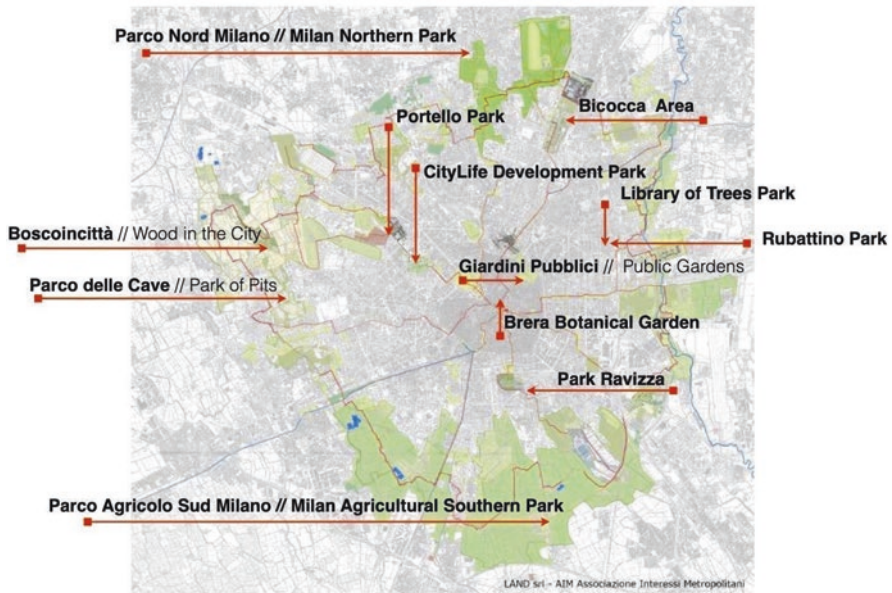 Parco Nord Milano // Milan Northern Park
Bicocca Area
Portello Park
CityLife Development Park
Library of Trees Park
Boscoincittà // Wood in the City
Rubattino Park
Giardini Pubblici // Public Gardens
Parco delle Cave // Park of Pits
Brera Botanical Garden
Park Ravizza
Parco Agricolo Sud Milano // Milan Agricultural Southern Park
LAND srl - AIM Associazione Interessi Metropolitani